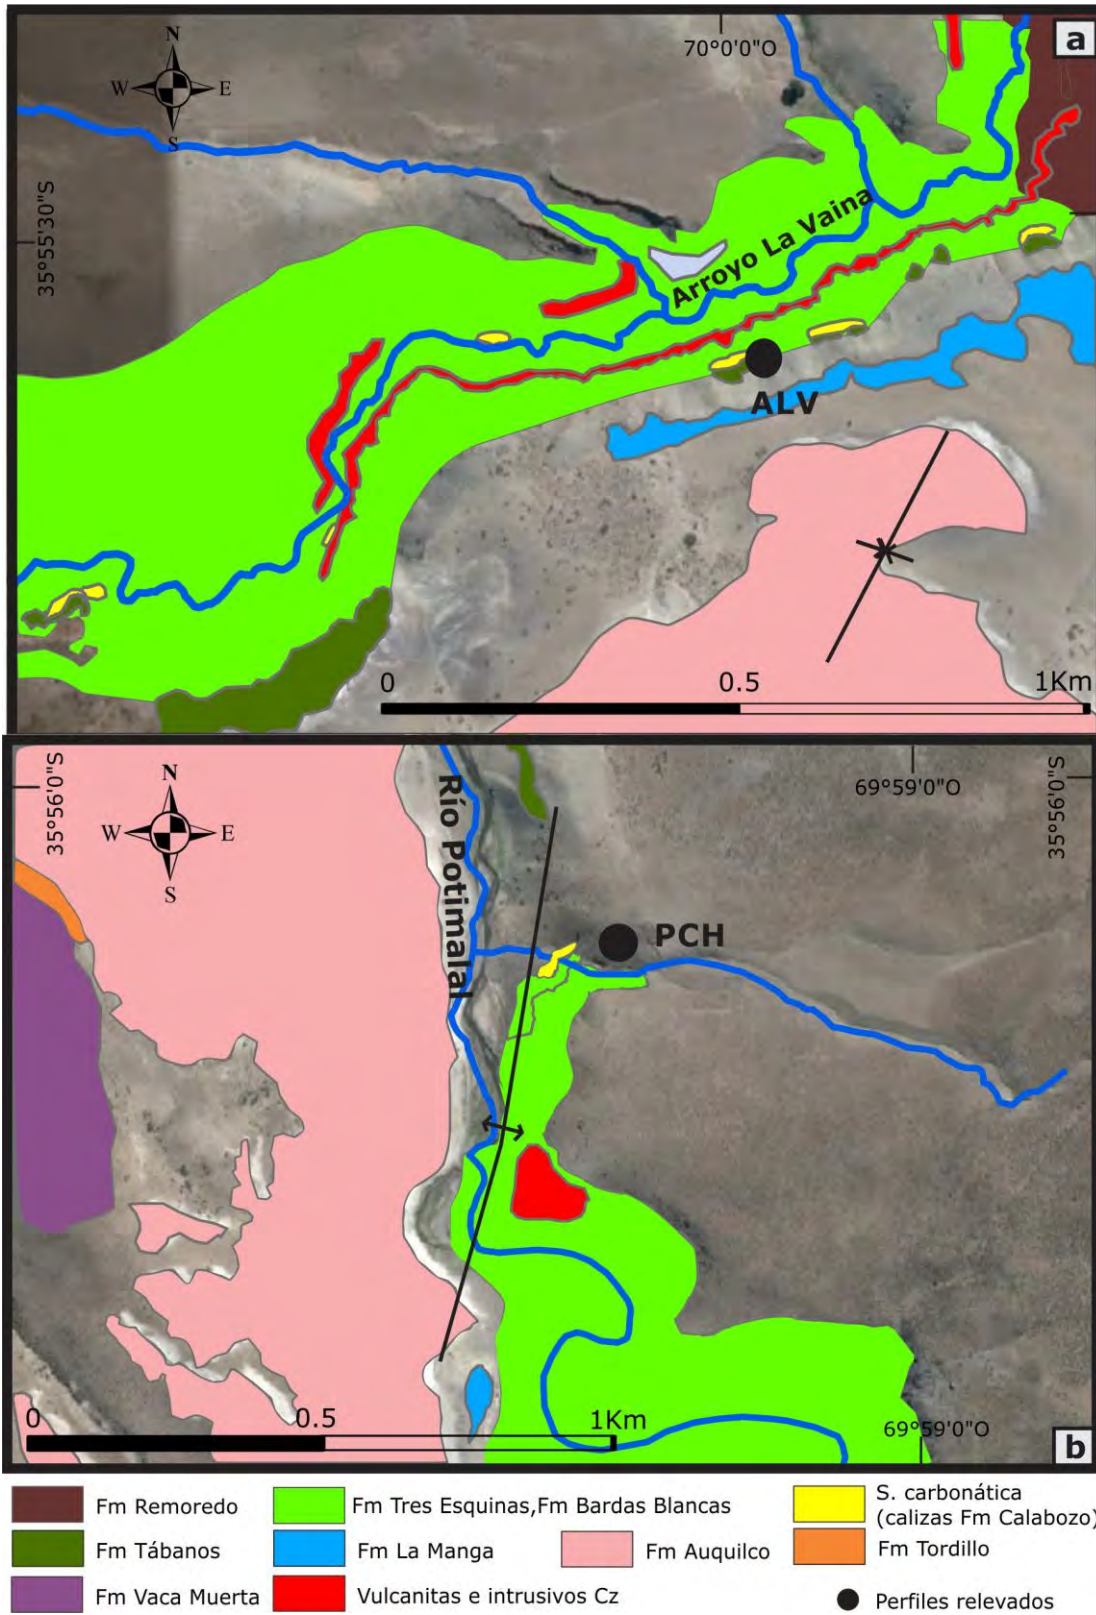 70°0'0"O
a
N
W
E
S
35°55'30"S
Arroyo La Vaina
ALV
0
0.5
1Km
35°56'0"S
N
W
E
S
Río Potimalal
69°59'0"O
35°56'0"S
PCH
0
0.5
1Km
69°59'0"O
b
Fm Remoredo
Fm Tres Esquinas,Fm Bardas Blancas
S. carbonática
(calizas Fm Calabozo)
Fm Tábanos
Fm La Manga
Fm Auquilco
Fm Tordillo
Fm Vaca Muerta
Vulcanitas e intrusivos Cz
Perfiles relevados